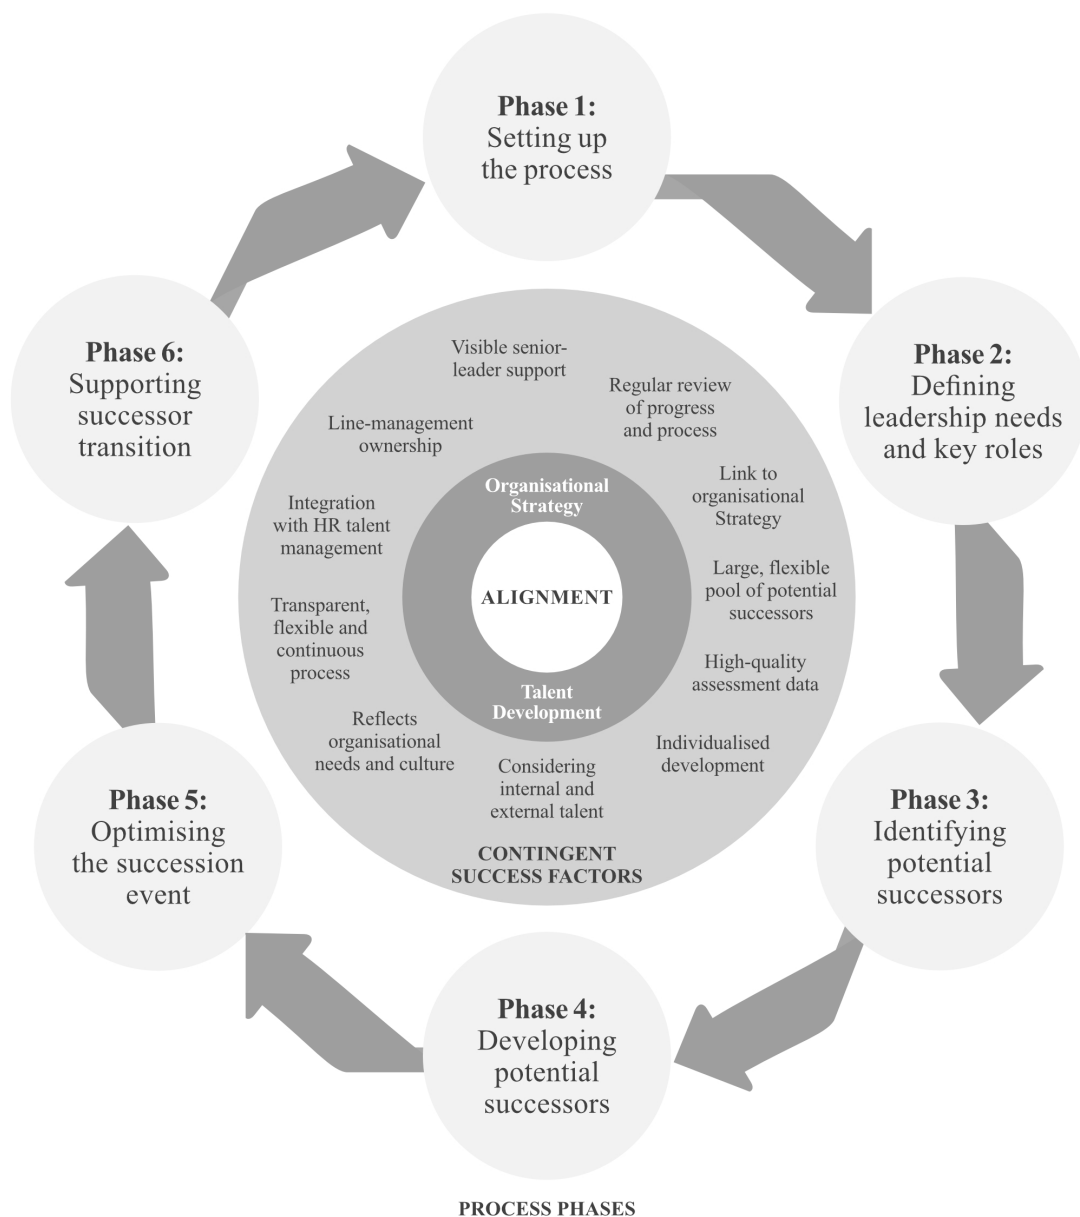 Phase 1:
Setting up
the process
Phase 2:
Defining
leadership needs
and key roles
Phase 3:
Identifying
potential
successors
Phase 4:
Developing
potential
successors
Phase 5:
Optimising
the succession
event
Phase 6:
Supporting
successor
transition
Visible senior-
leader support
Regular review
of progress
and process
Link to
organisational
Strategy
Large, flexible
pool of potential
successors
High-quality
assessment data
Individualised
development
Considering
internal and
external talent
Reflects
organisational
needs and culture
Transparent,
flexible and
continuous
process
Integration
with HR talent
management
Line-management
ownership
Organisational
Strategy
ALIGNMENT
Talent
Development
CONTINGENT
SUCCESS FACTORS
PROCESS PHASES